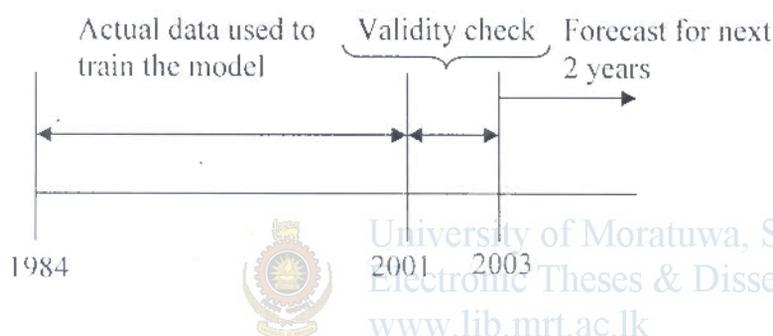 Actual data used to
train the model
Validity check
Forecast for next
2 years
1984
2001
2003
University of Moratuwa, S
Electronic Theses & Disse
www.lib.mrt.ac.lk